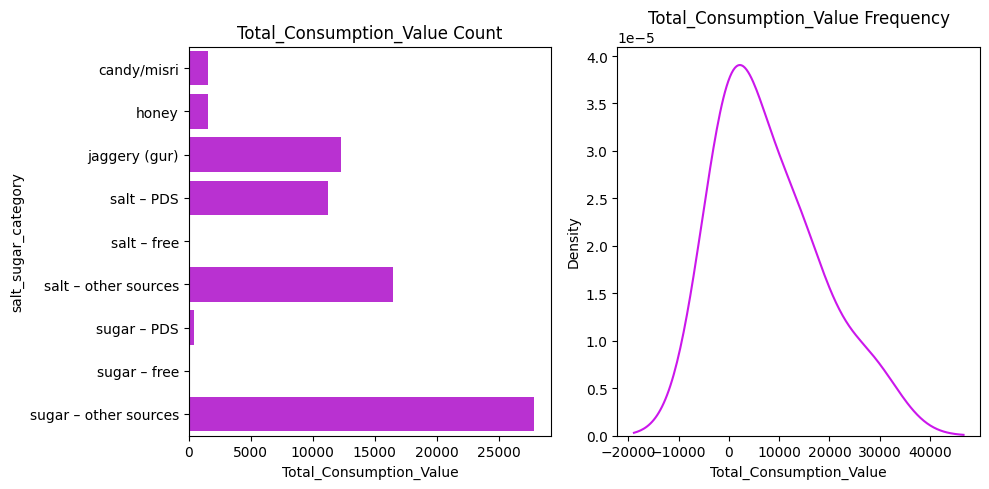 Total_Consumption_Value Count
salt_sugar_category
candy/misri
honey
jaggery (gur)
salt – PDS
salt – free
salt – other sources
sugar – PDS
sugar – free
sugar – other sources
0 5000 10000 15000 20000 25000
Total_Consumption_Value
Total_Consumption_Value Frequency
1e−5
Density
4.0
3.5
3.0
2.5
2.0
1.5
1.0
0.5
0.0
−20000 −10000 0 10000 20000 30000 40000
Total_Consumption_Value